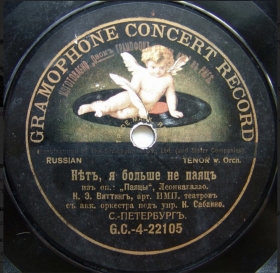 GRAMOPHONE CONCERT RECORD
RUSSIAN
TENOR w. Orch.
Нѣтъ, я больше не паяцъ
изъ оп.: „Паяцы", Леонкавалло.
Н. Э. Виттингъ, арт. ИМП. театровъ
съ акк. оркестра подъ упр. И. Сабликo.
С.-ПЕТЕРБУРГЪ.
G.C.-4-22105